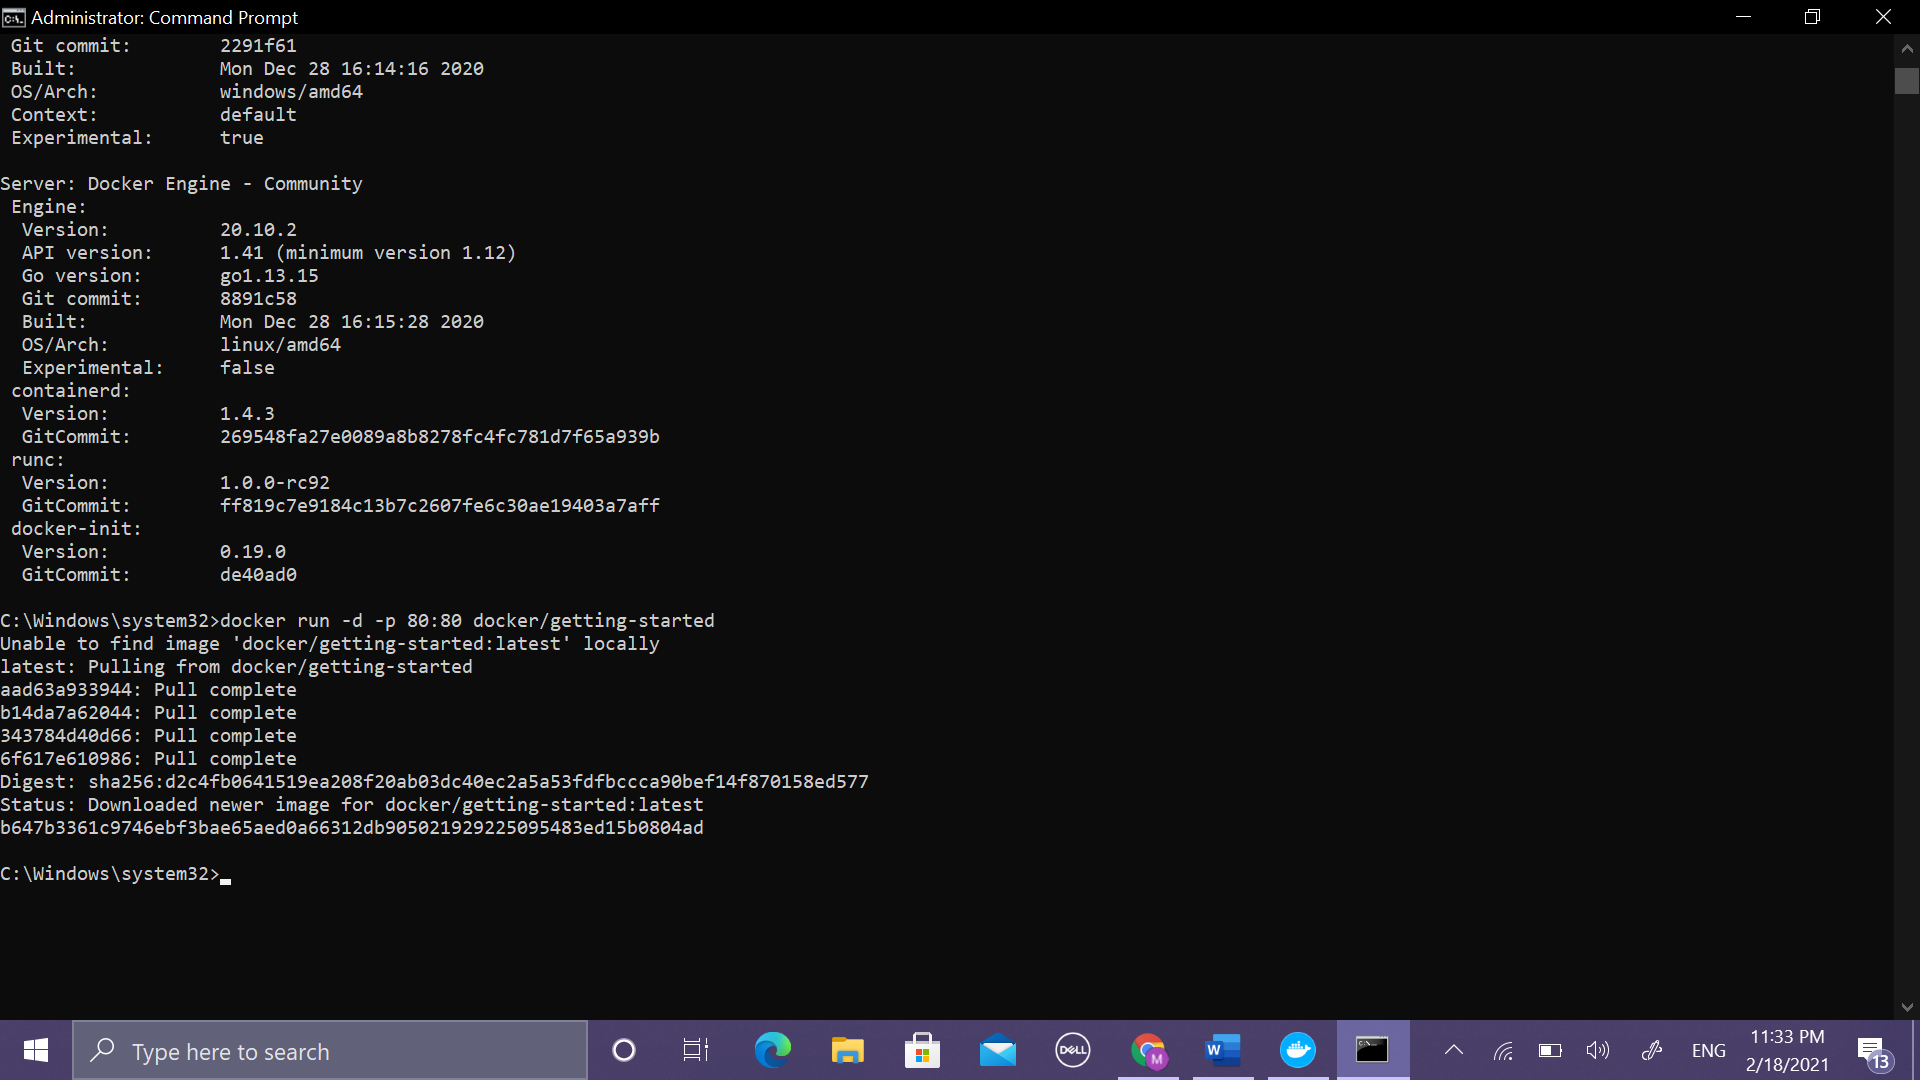 Administrator: Command Prompt
Git commit: 2291f61
Built: Mon Dec 28 16:14:16 2020
OS/Arch: windows/amd64
Context: default
Experimental: true
Server: Docker Engine - Community
Engine:
Version: 20.10.2
API version: 1.41 (minimum version 1.12)
Go version: go1.13.15
Git commit: 8891c58
Built: Mon Dec 28 16:15:28 2020
OS/Arch: linux/amd64
Experimental: false
containerd:
Version: 1.4.3
GitCommit: 269548fa27e0089a8b8278fc4fc781d7f65a939b
runc:
Version: 1.0.0-rc92
GitCommit: ff819c7e9184c13b7c2607fe6c30ae19403a7aff
docker-init:
Version: 0.19.0
GitCommit: de40ad0
C:\Windows\system32>docker run -d -p 80:80 docker/getting-started
Unable to find image 'docker/getting-started:latest' locally
latest: Pulling from docker/getting-started
aad63a933944: Pull complete
b14da7a62044: Pull complete
343784d40d66: Pull complete
6f617e610986: Pull complete
Digest: sha256:d2c4fb0641519ea208f20ab03dc40ec2a5a53fdfbccca90bef14f870158ed577
Status: Downloaded newer image for docker/getting-started:latest
b647b3361c9746ebf3bae65aed0a66312db905021929225095483ed15b0804ad
C:\Windows\system32>
Type here to search
DELL
M
W
ENG
11:33 PM
2/18/2021
13